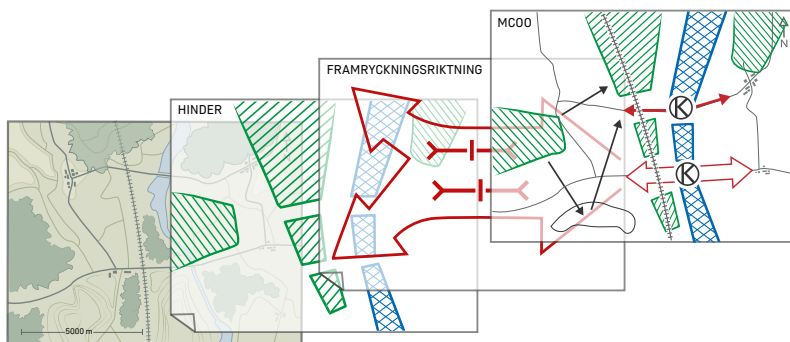 HINDER
FRAMRYCKNINGSRIKTNING
MCOO
N
K
K
5000 m